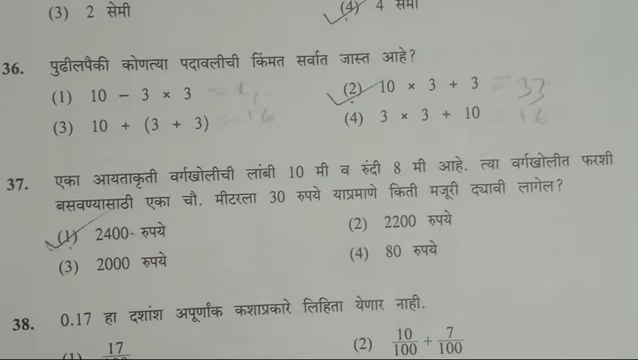 (3) 2 सेमी (4) 4 सेमी
36. पुढीलपैकी कोणत्या पदावलीची किंमत सर्वात जास्त आहे?
(1) 10 − 3 × 3 (2) 10 × 3 + 3 = 33
(3) 10 + (3 + 3) = 16 (4) 3 × 3 + 10
37. एका आयताकृती वर्गखोलीची लांबी 10 मी व रुंदी 8 मी आहे. त्या वर्गखोलीत फरशी
बसवण्यासाठी एका चौ. मीटरला 30 रुपये याप्रमाणे किती मजूरी द्यावी लागेल?
(1) 2400- रुपये (2) 2200 रुपये
(3) 2000 रुपये (4) 80 रुपये
38. 0.17 हा दशांश अपूर्णांक कशाप्रकारे लिहिता येणार नाही.
(1) 17 (2) 10/100 + 7/100